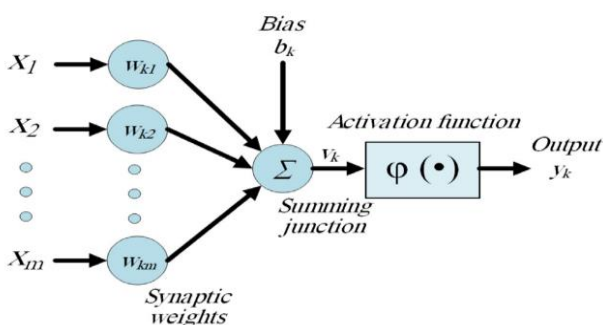 Bias
b_k
X_1
w_k1
X_2
w_k2
Activation function
Output
y_k
v_k
Σ
φ (•)
Summing
junction
X_m
w_km
Synaptic
weights